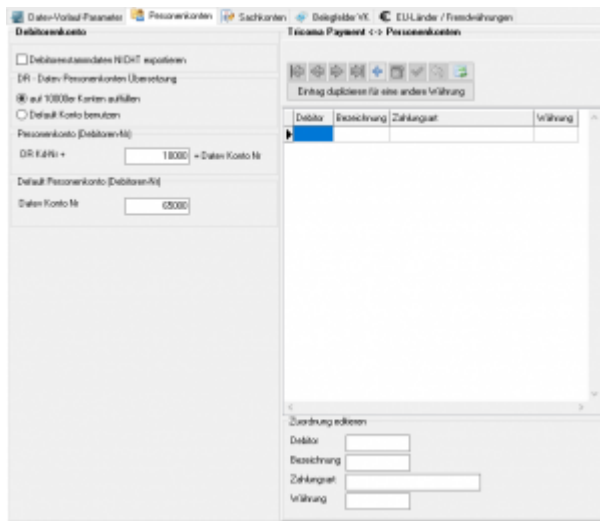 Datev-Vorlauf-Parameter Personenkonten Sachkonten Belegfelder VK EU-Länder / Fremdwährungen
Debitorenkonto
Debitorenstammdaten NICHT exportieren
DR - Datev Personenkonten Übersetzung
auf 10000er Konten auffüllen
Default Konto benutzen
Personenkonto (Debitoren-Nr)
DR KdNr + 10000 = Datev Konto Nr
Default Personenkonto (Debitoren-Nr)
Datev Konto Nr 65000
Tricoma Payment <-> Personenkonten
Eintrag duplizieren für eine andere Währung
Debitor Bezeichnung Zahlungsart Währung
Zuordnung editieren
Debitor
Bezeichnung
Zahlungsart
Währung